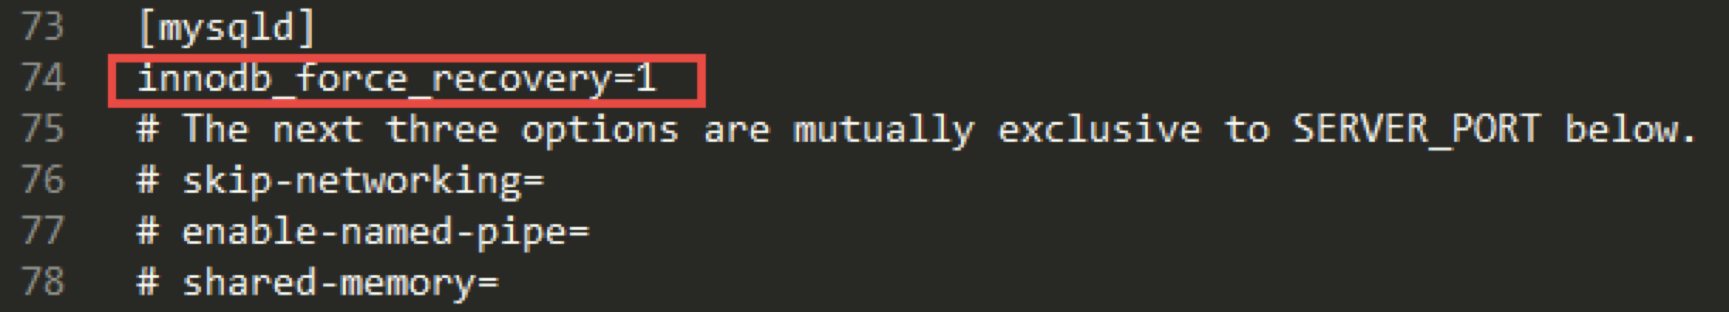 73 [mysqld]
74 innodb_force_recovery=1
75 # The next three options are mutually exclusive to SERVER_PORT below.
76 # skip-networking=
77 # enable-named-pipe=
78 # shared-memory=